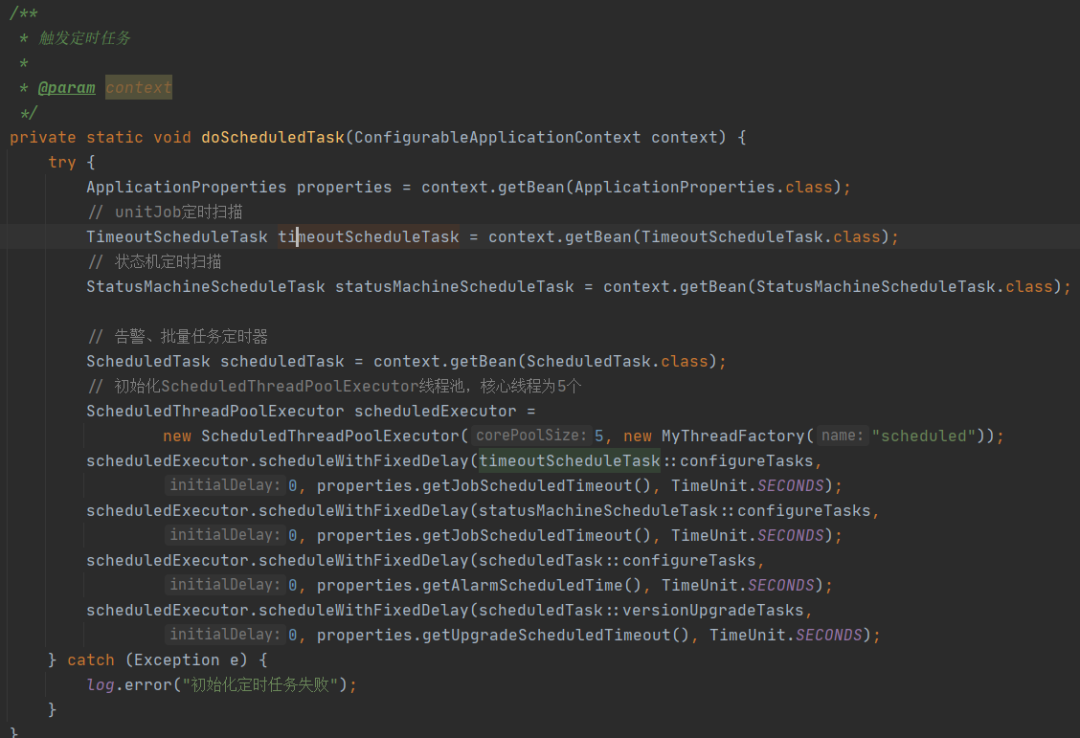 /**
 * 触发定时任务
 *
 * @param context
 */
private static void doScheduledTask(ConfigurableApplicationContext context) {
    try {
        ApplicationProperties properties = context.getBean(ApplicationProperties.class);
        // unitJob定时扫描
        TimeoutScheduleTask timeoutScheduleTask = context.getBean(TimeoutScheduleTask.class);
        // 状态机定时扫描
        StatusMachineScheduleTask statusMachineScheduleTask = context.getBean(StatusMachineScheduleTask.class);
        // 告警、批量任务定时器
        ScheduledTask scheduledTask = context.getBean(ScheduledTask.class);
        // 初始化ScheduledThreadPoolExecutor线程池，核心线程为5个
        ScheduledThreadPoolExecutor scheduledExecutor =
                new ScheduledThreadPoolExecutor( corePoolSize: 5, new MyThreadFactory( name: "scheduled"));
        scheduledExecutor.scheduleWithFixedDelay(timeoutScheduleTask::configureTasks,
                initialDelay: 0, properties.getJobScheduledTimeout(), TimeUnit.SECONDS);
        scheduledExecutor.scheduleWithFixedDelay(statusMachineScheduleTask::configureTasks,
                initialDelay: 0, properties.getJobScheduledTimeout(), TimeUnit.SECONDS);
        scheduledExecutor.scheduleWithFixedDelay(scheduledTask::configureTasks,
                initialDelay: 0, properties.getAlarmScheduledTime(), TimeUnit.SECONDS);
        scheduledExecutor.scheduleWithFixedDelay(scheduledTask::versionUpgradeTasks,
                initialDelay: 0, properties.getUpgradeScheduledTimeout(), TimeUnit.SECONDS);
    } catch (Exception e) {
        log.error("初始化定时任务失败");
    }
}